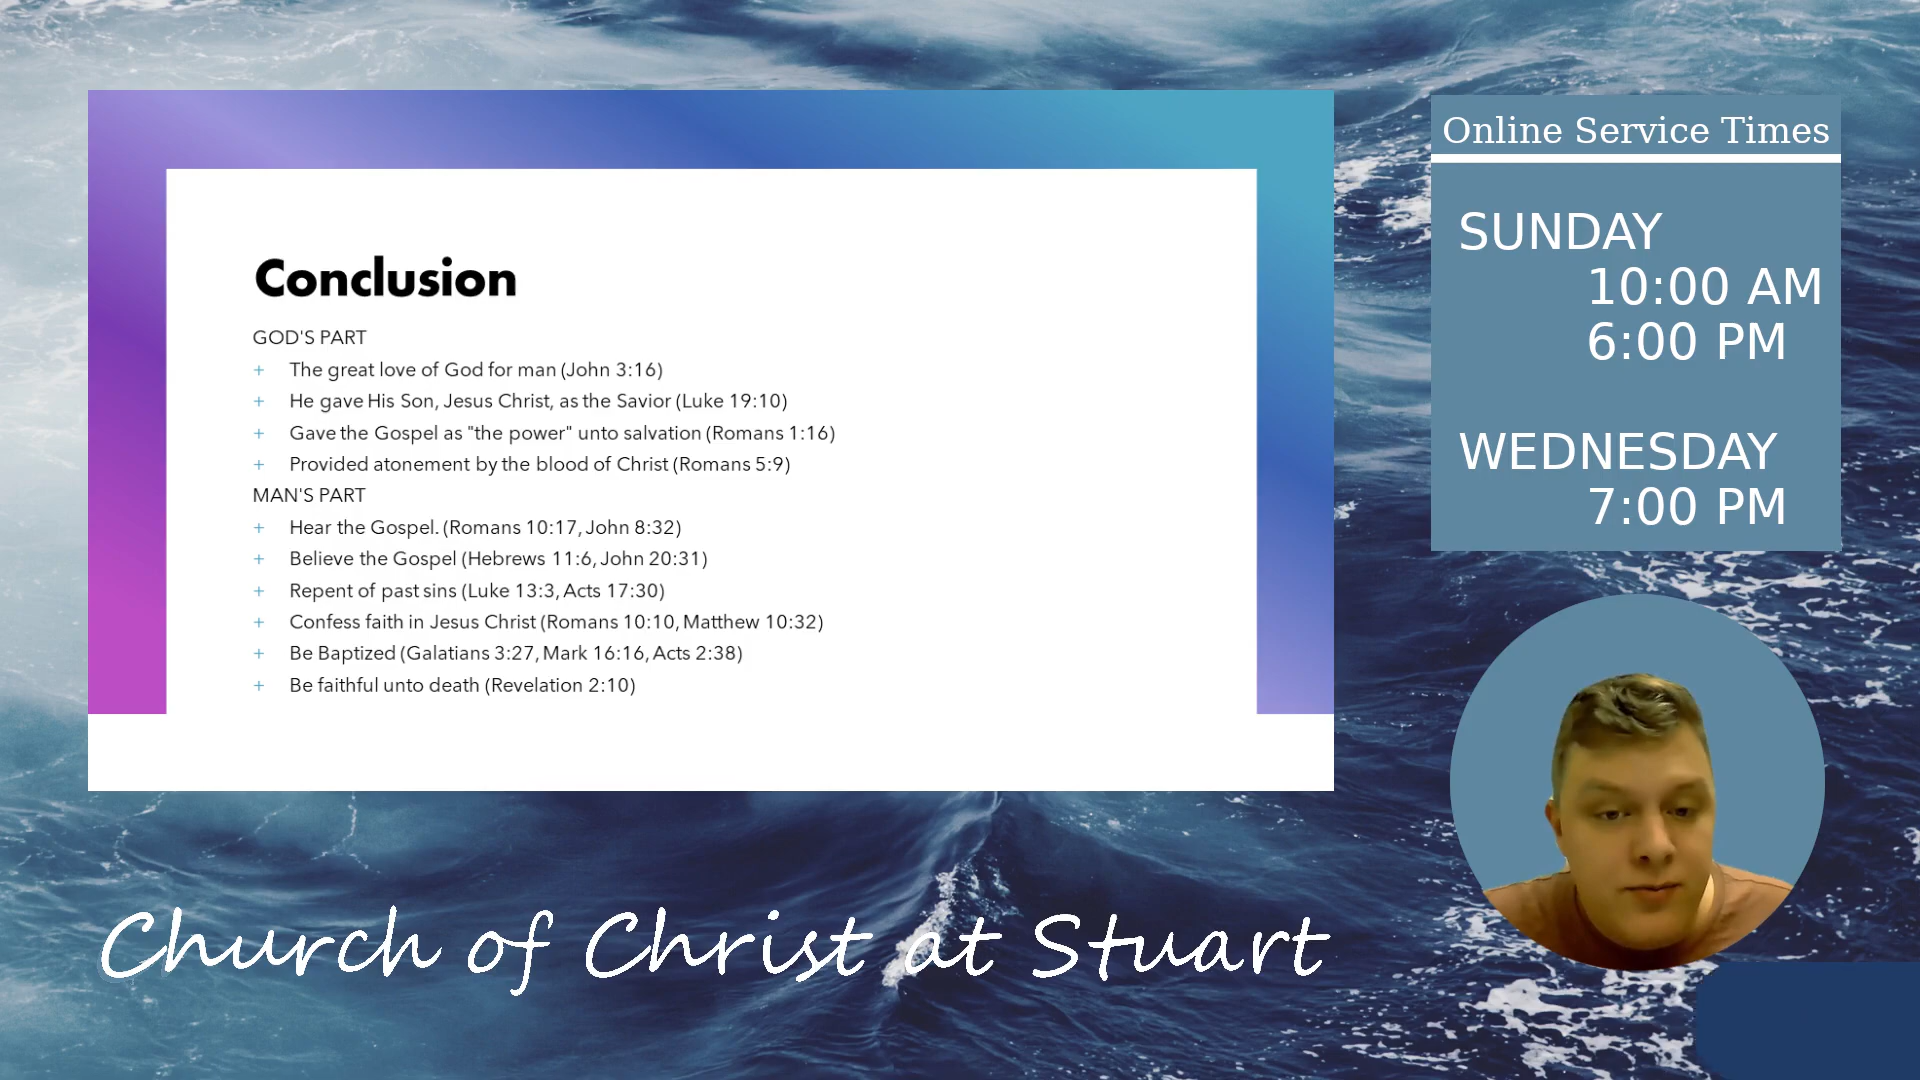 Conclusion
GOD'S PART
+ The great love of God for man (John 3:16)
+ He gave His Son, Jesus Christ, as the Savior (Luke 19:10)
+ Gave the Gospel as "the power" unto salvation (Romans 1:16)
+ Provided atonement by the blood of Christ (Romans 5:9)
MAN'S PART
+ Hear the Gospel. (Romans 10:17, John 8:32)
+ Believe the Gospel (Hebrews 11:6, John 20:31)
+ Repent of past sins (Luke 13:3, Acts 17:30)
+ Confess faith in Jesus Christ (Romans 10:10, Matthew 10:32)
+ Be Baptized (Galatians 3:27, Mark 16:16, Acts 2:38)
+ Be faithful unto death (Revelation 2:10)
Online Service Times
SUNDAY
10:00 AM
6:00 PM
WEDNESDAY
7:00 PM
Church of Christ at Stuart